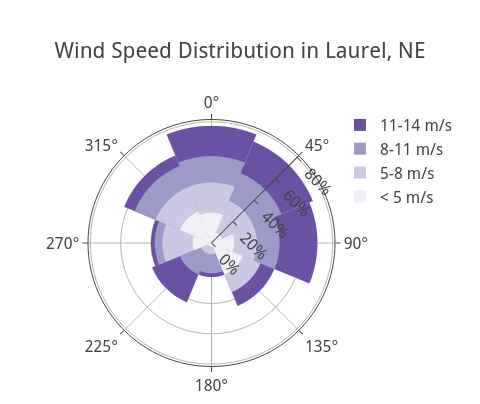 Wind Speed Distribution in Laurel, NE
0°
45°
90°
135°
180°
225°
270°
315°
0%
20%
40%
60%
80%
11-14 m/s
8-11 m/s
5-8 m/s
< 5 m/s